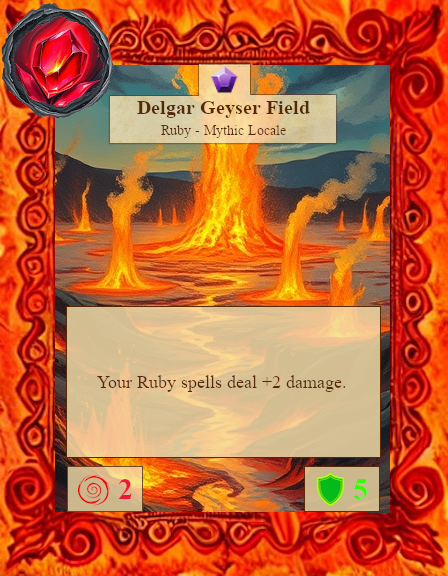 Delgar Geyser Field
Ruby - Mythic Locale
Your Ruby spells deal +2 damage.
2
5